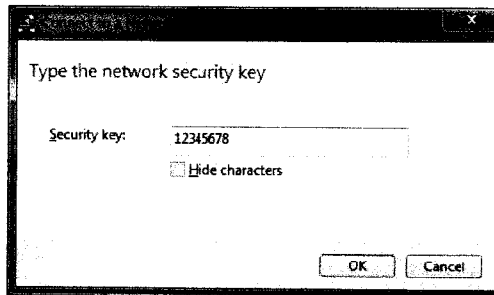 Type the network security key
Security key:
12345678
Hide characters
OK
Cancel